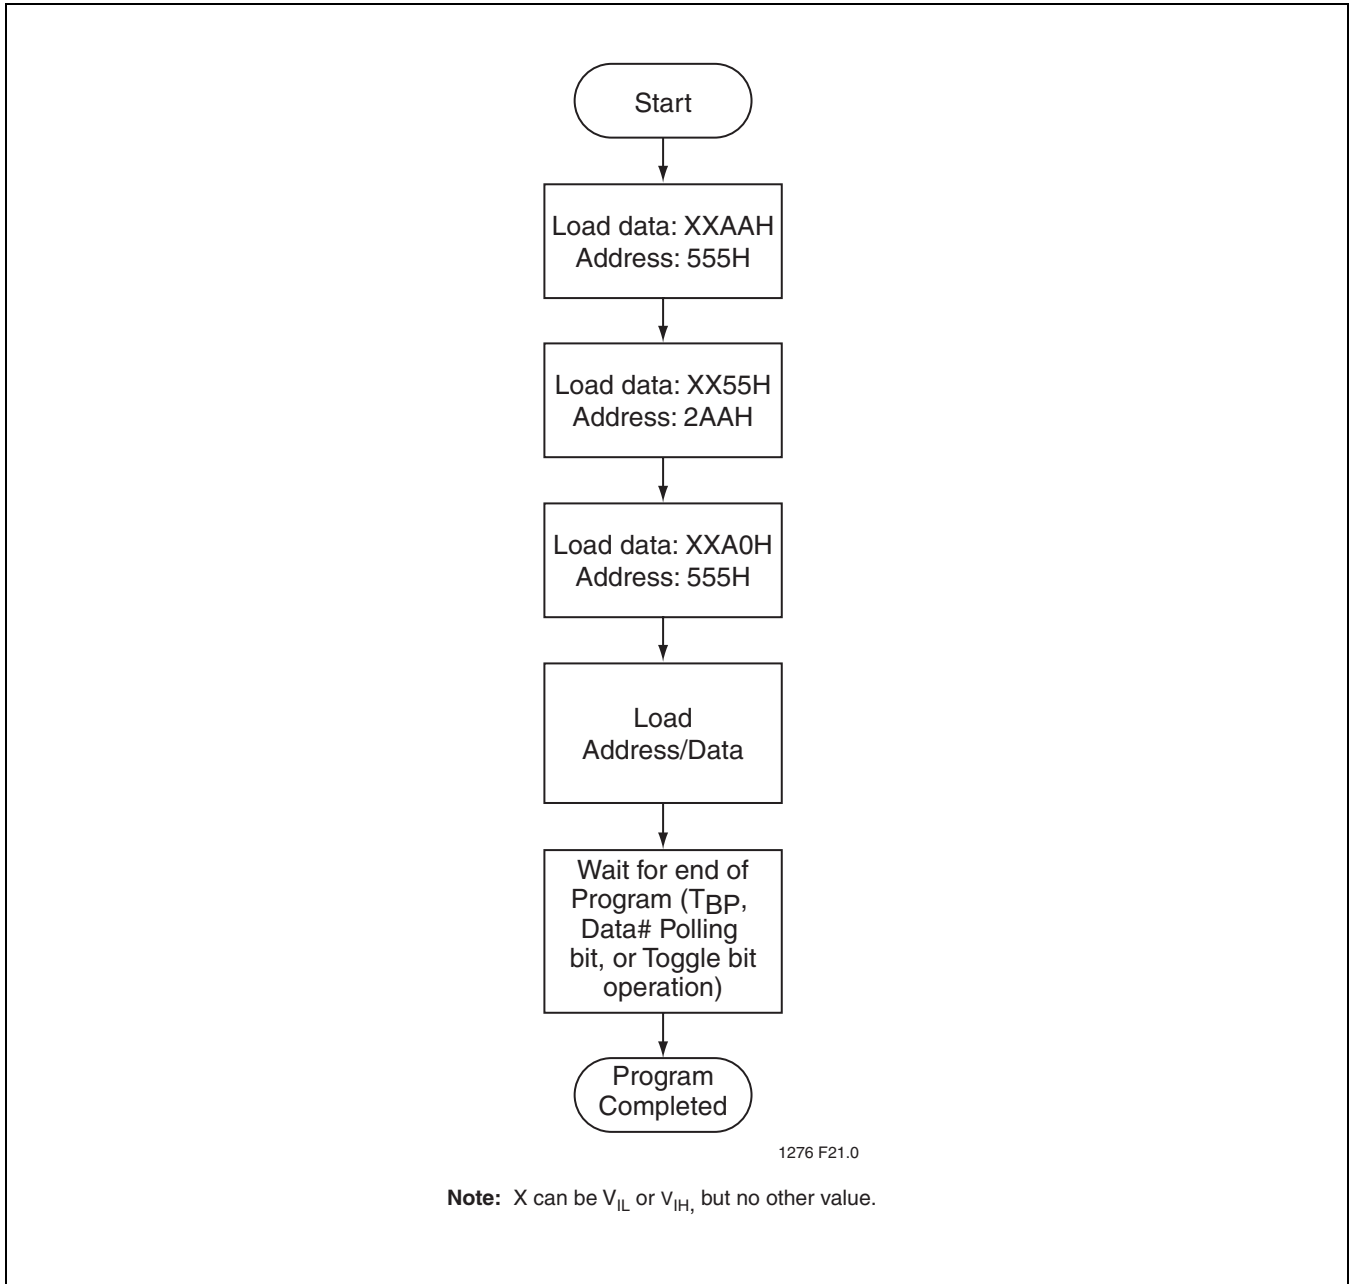 Start
Load data: XXAAH
Address: 555H
Load data: XX55H
Address: 2AAH
Load data: XXA0H
Address: 555H
Load
Address/Data
Wait for end of
Program (TBP,
Data# Polling
bit, or Toggle bit
operation)
Program
Completed
1276 F21.0
Note: X can be VIL or VIH, but no other value.